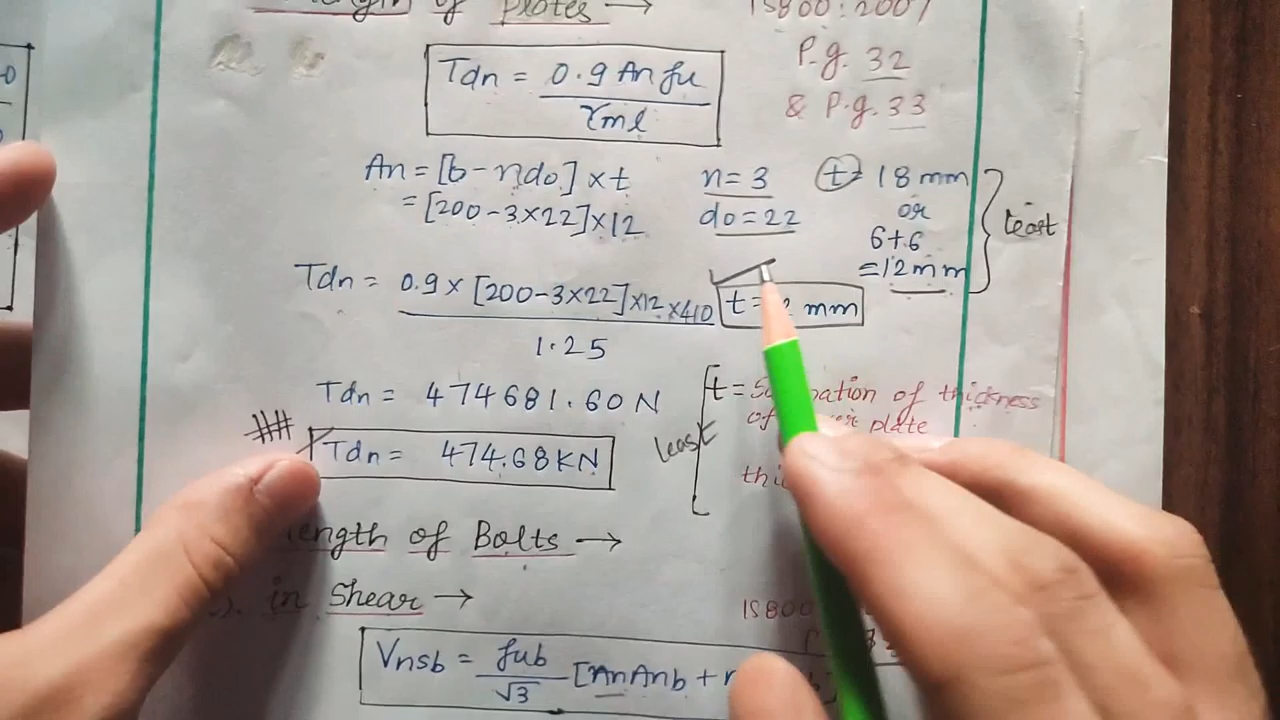 of Plates → IS800:2007
P.g. 32
& P.g. 33
Tdn = 0.9 An fu / γml
An = [b - ndo] × t
= [200 - 3×22] × 12
n = 3
do = 22
t = 18 mm
or
6+6
= 12 mm
least
Tdn = 0.9 × [200 - 3×22] × 12 × 410 / 1.25
t = mm
Tdn = 474681.60 N
Tdn = 474.68 KN
t = of thickness
of plate
least
of Bolts →
in Shear →
IS800
Vnsb = fub / √3 [nn Anb +